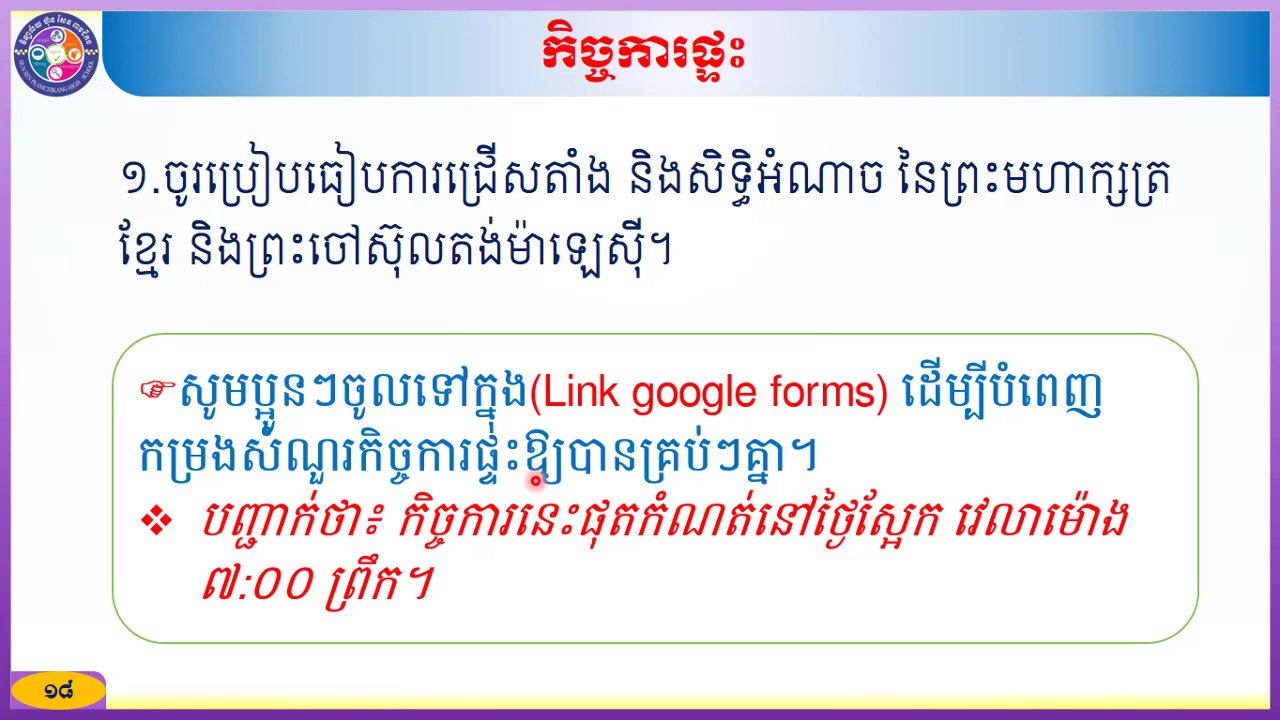 កិច្ចការផ្ទះ
១.ចូរប្រៀបធៀបការជ្រើសតាំង និងសិទ្ធិអំណាច នៃព្រះមហាក្សត្រ
ខ្មែរ និងព្រះចៅស៊ុលតង់ម៉ាឡេស៊ី។
☞សូមប្អូនៗចូលទៅក្នុង(Link google forms) ដើម្បីបំពេញ
កម្រងសំណួរកិច្ចការផ្ទះឱ្យបានគ្រប់ៗគ្នា។
❖ បញ្ជាក់ថា៖ កិច្ចការនេះផុតកំណត់នៅថ្ងៃស្អែក វេលាម៉ោង
៧:០០ ព្រឹក។
១៨